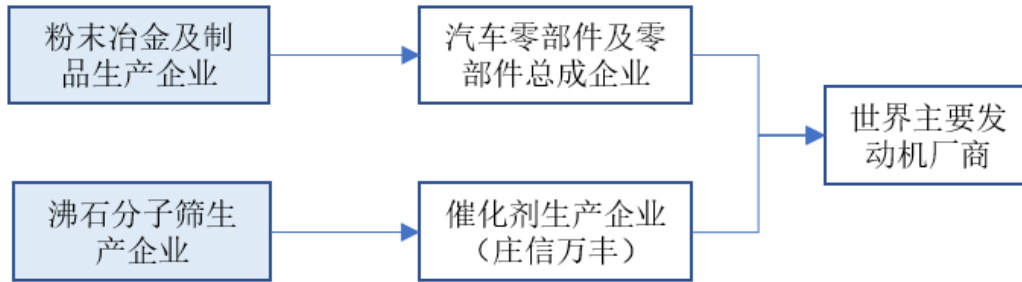 粉末冶金及制
品生产企业
汽车零部件及零
部件总成企业
世界主要发
动机厂商
沸石分子筛生
产企业
催化剂生产企业
（庄信万丰）